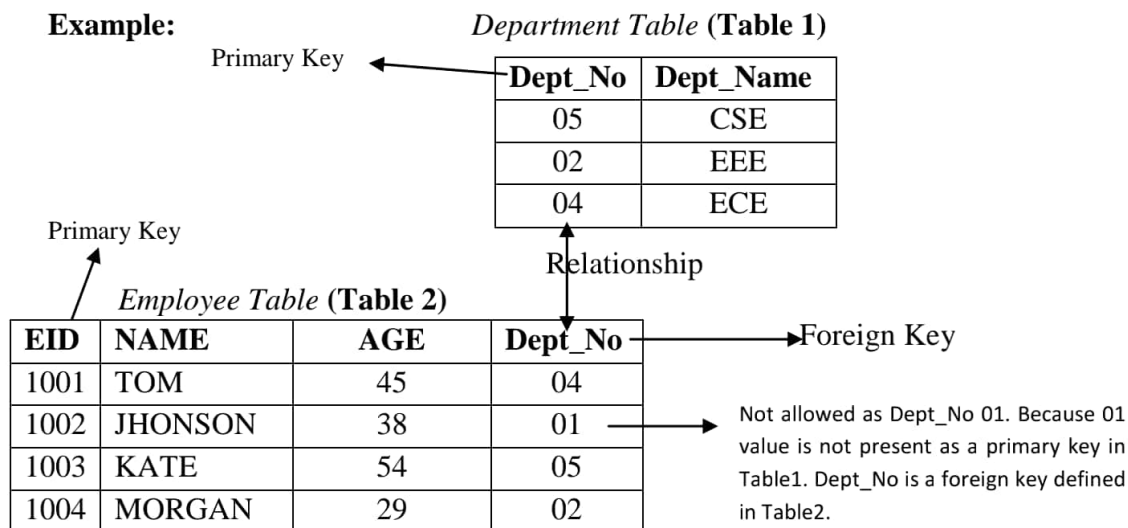 Example:
Department Table (Table 1)
Primary Key
Dept_No Dept_Name
05 CSE
02 EEE
04 ECE
Primary Key
Relationship
Employee Table (Table 2)
EID NAME AGE Dept_No
Foreign Key
1001 TOM 45 04
1002 JHONSON 38 01
1003 KATE 54 05
1004 MORGAN 29 02
Not allowed as Dept_No 01. Because 01
value is not present as a primary key in
Table1. Dept_No is a foreign key defined
in Table2.